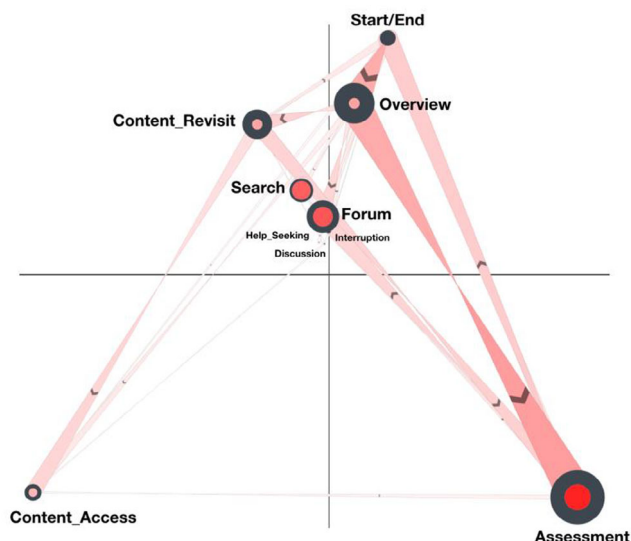 Start/End
Overview
Content_Revisit
Search
Forum
Help_Seeking
Interruption
Discussion
Content_Access
Assessment